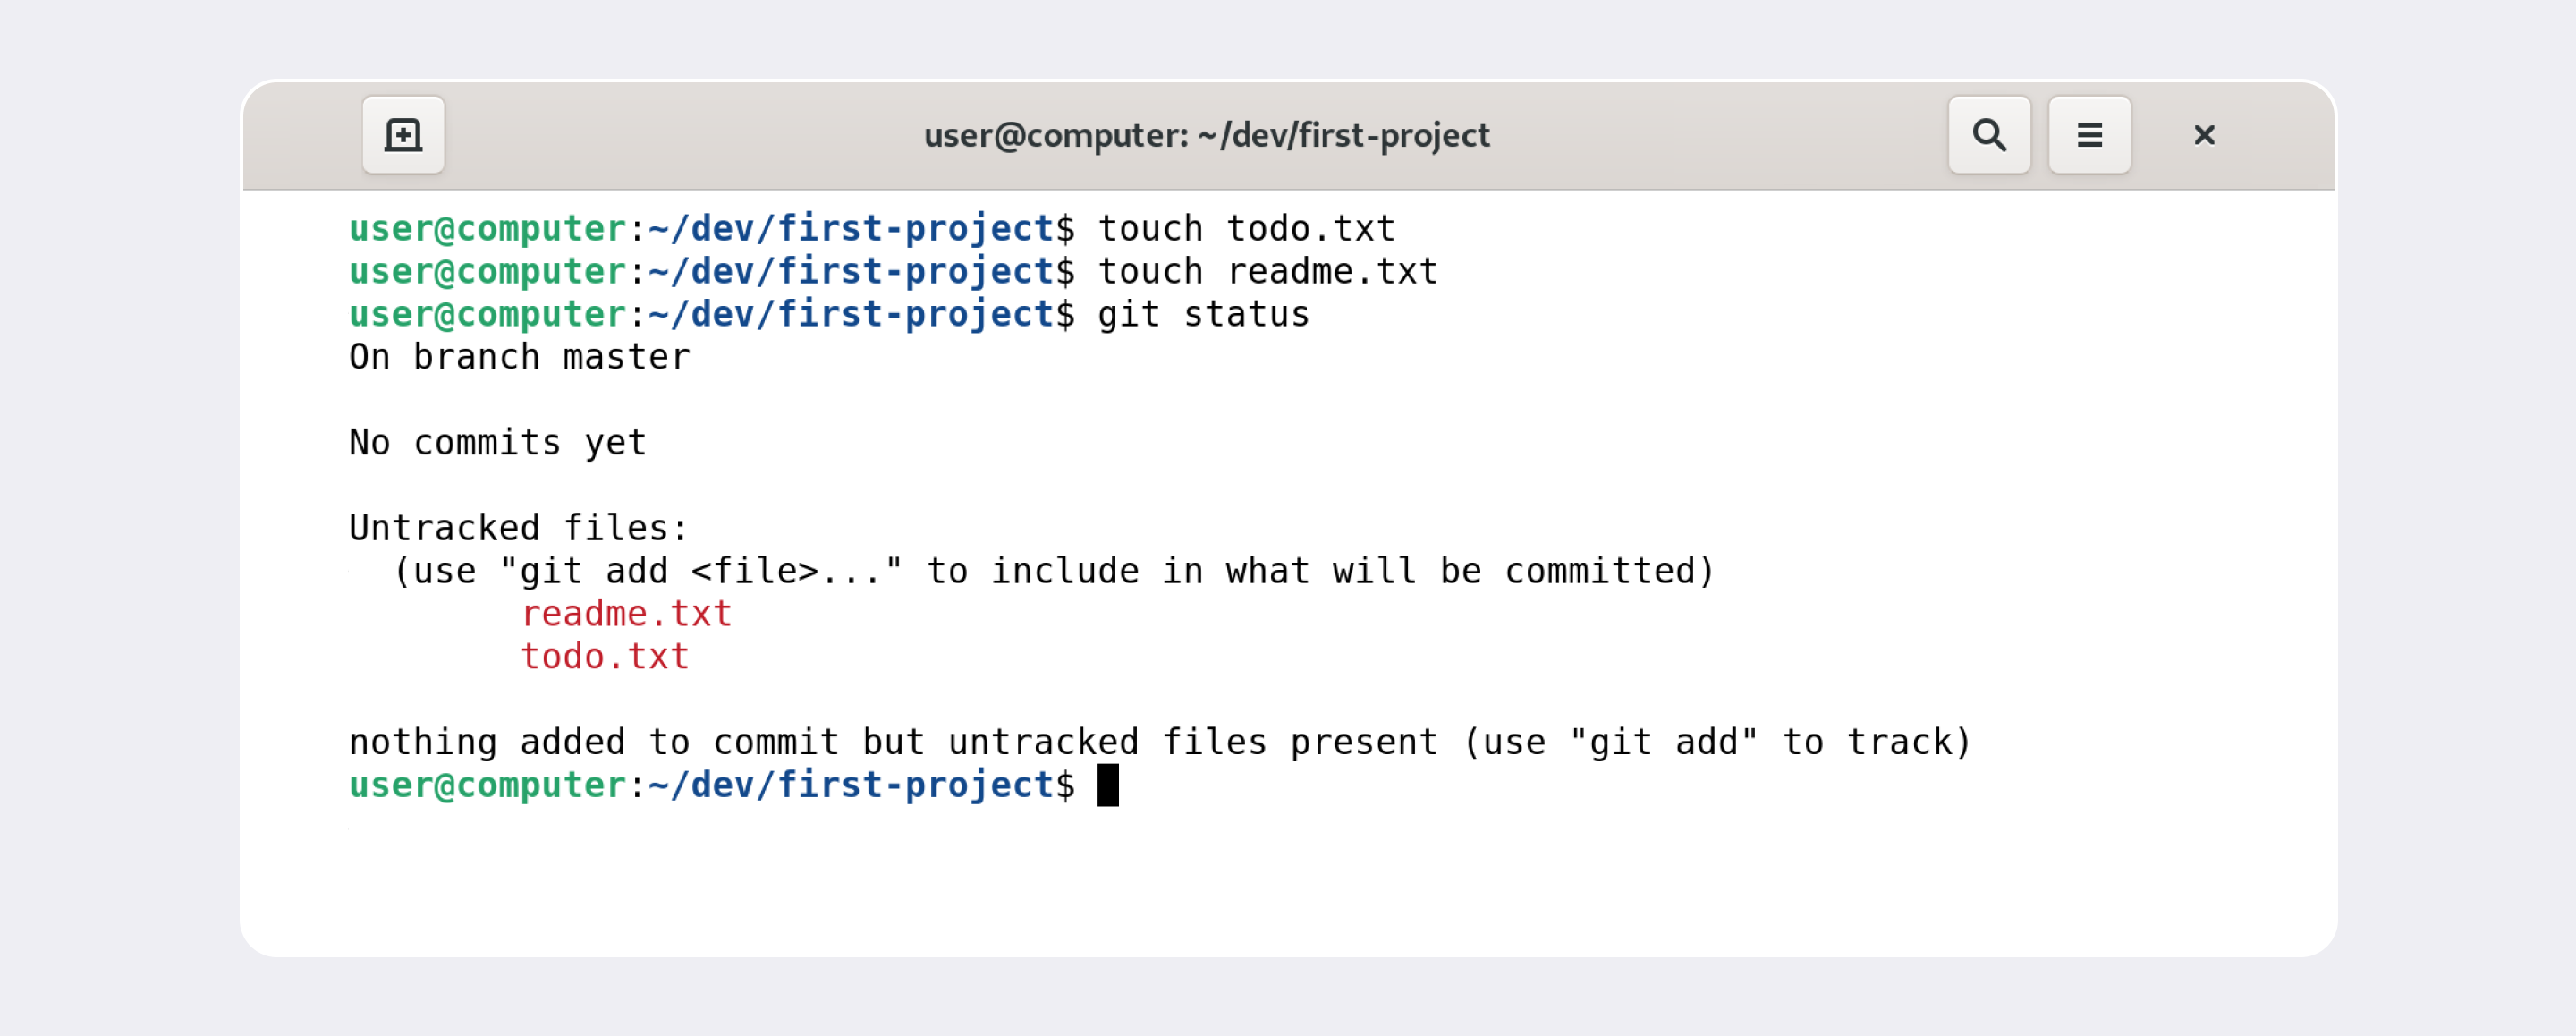 user@computer: ~/dev/first-project
user@computer:~/dev/first-project$ touch todo.txt
user@computer:~/dev/first-project$ touch readme.txt
user@computer:~/dev/first-project$ git status
On branch master
No commits yet
Untracked files:
(use "git add <file>..." to include in what will be committed)
readme.txt
todo.txt
nothing added to commit but untracked files present (use "git add" to track)
user@computer:~/dev/first-project$